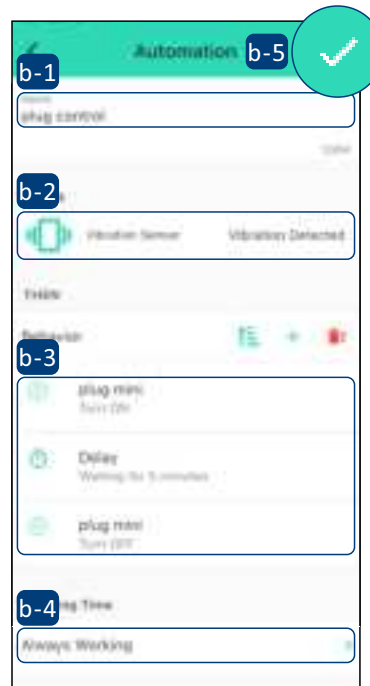 Automation
b-5
b-1
plug control
b-2
Vibration Sensor
Vibration Detected
THEN
Behavior
b-3
plug mini
Turn ON
Delay
Waiting for 5 minutes
plug mini
Turn OFF
b-4
Time
Always Working